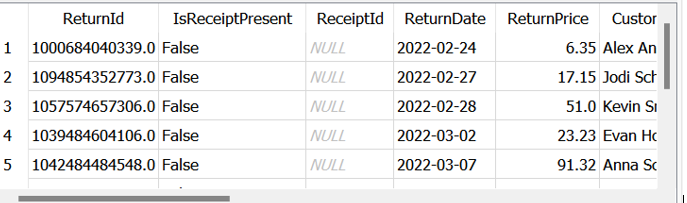 ReturnId IsReceiptPresent ReceiptId ReturnDate ReturnPrice Custom
1 1000684040339.0 False NULL 2022-02-24 6.35 Alex An
2 1094854352773.0 False NULL 2022-02-27 17.15 Jodi Sch
3 1057574657306.0 False NULL 2022-02-28 51.0 Kevin Sr
4 1039484604106.0 False NULL 2022-03-02 23.23 Evan Ho
5 1042484484548.0 False NULL 2022-03-07 91.32 Anna Sc